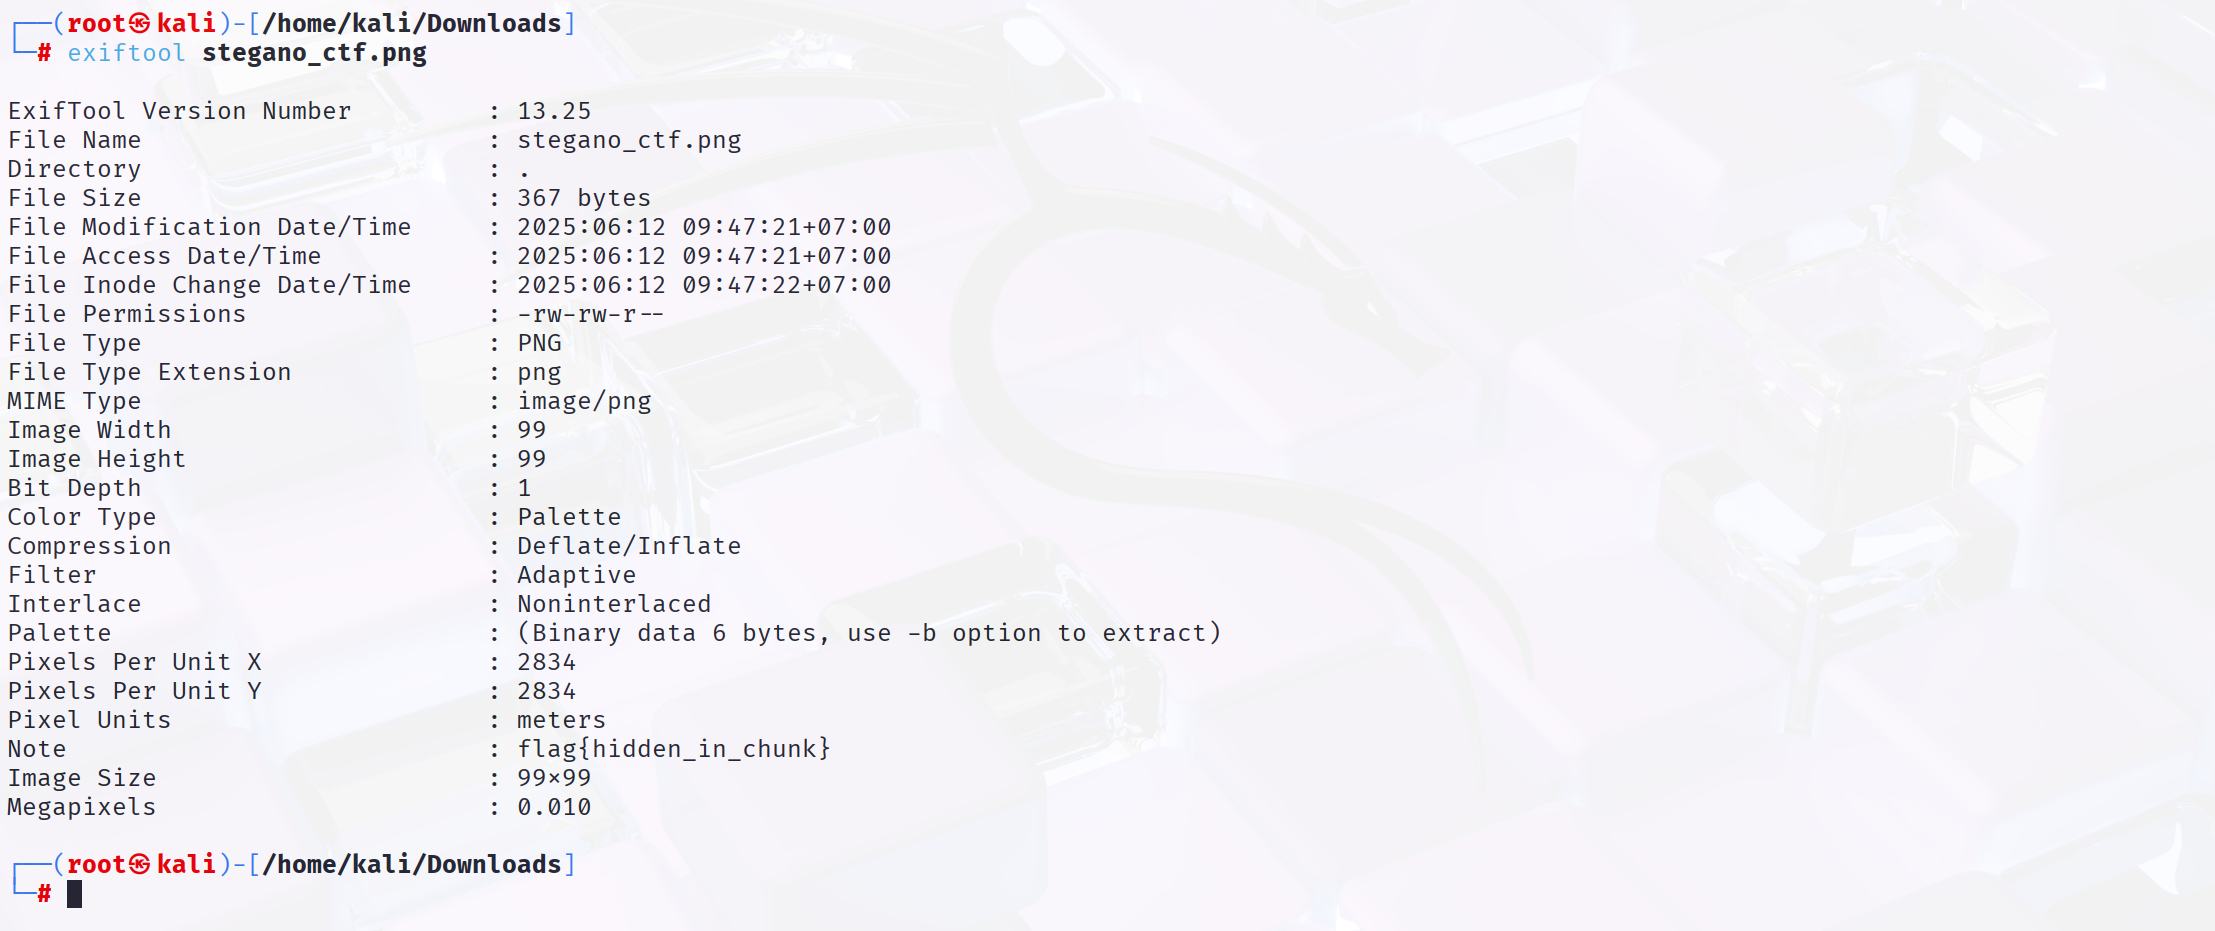 ┌──(root㉿kali)-[/home/kali/Downloads]
└─# exiftool stegano_ctf.png
ExifTool Version Number         : 13.25
File Name                       : stegano_ctf.png
Directory                       : .
File Size                       : 367 bytes
File Modification Date/Time     : 2025:06:12 09:47:21+07:00
File Access Date/Time           : 2025:06:12 09:47:21+07:00
File Inode Change Date/Time     : 2025:06:12 09:47:22+07:00
File Permissions                : -rw-rw-r--
File Type                       : PNG
File Type Extension             : png
MIME Type                       : image/png
Image Width                     : 99
Image Height                    : 99
Bit Depth                       : 1
Color Type                      : Palette
Compression                     : Deflate/Inflate
Filter                          : Adaptive
Interlace                       : Noninterlaced
Palette                         : (Binary data 6 bytes, use -b option to extract)
Pixels Per Unit X               : 2834
Pixels Per Unit Y               : 2834
Pixel Units                     : meters
Note                            : flag{hidden_in_chunk}
Image Size                      : 99×99
Megapixels                      : 0.010
┌──(root㉿kali)-[/home/kali/Downloads]
└─#